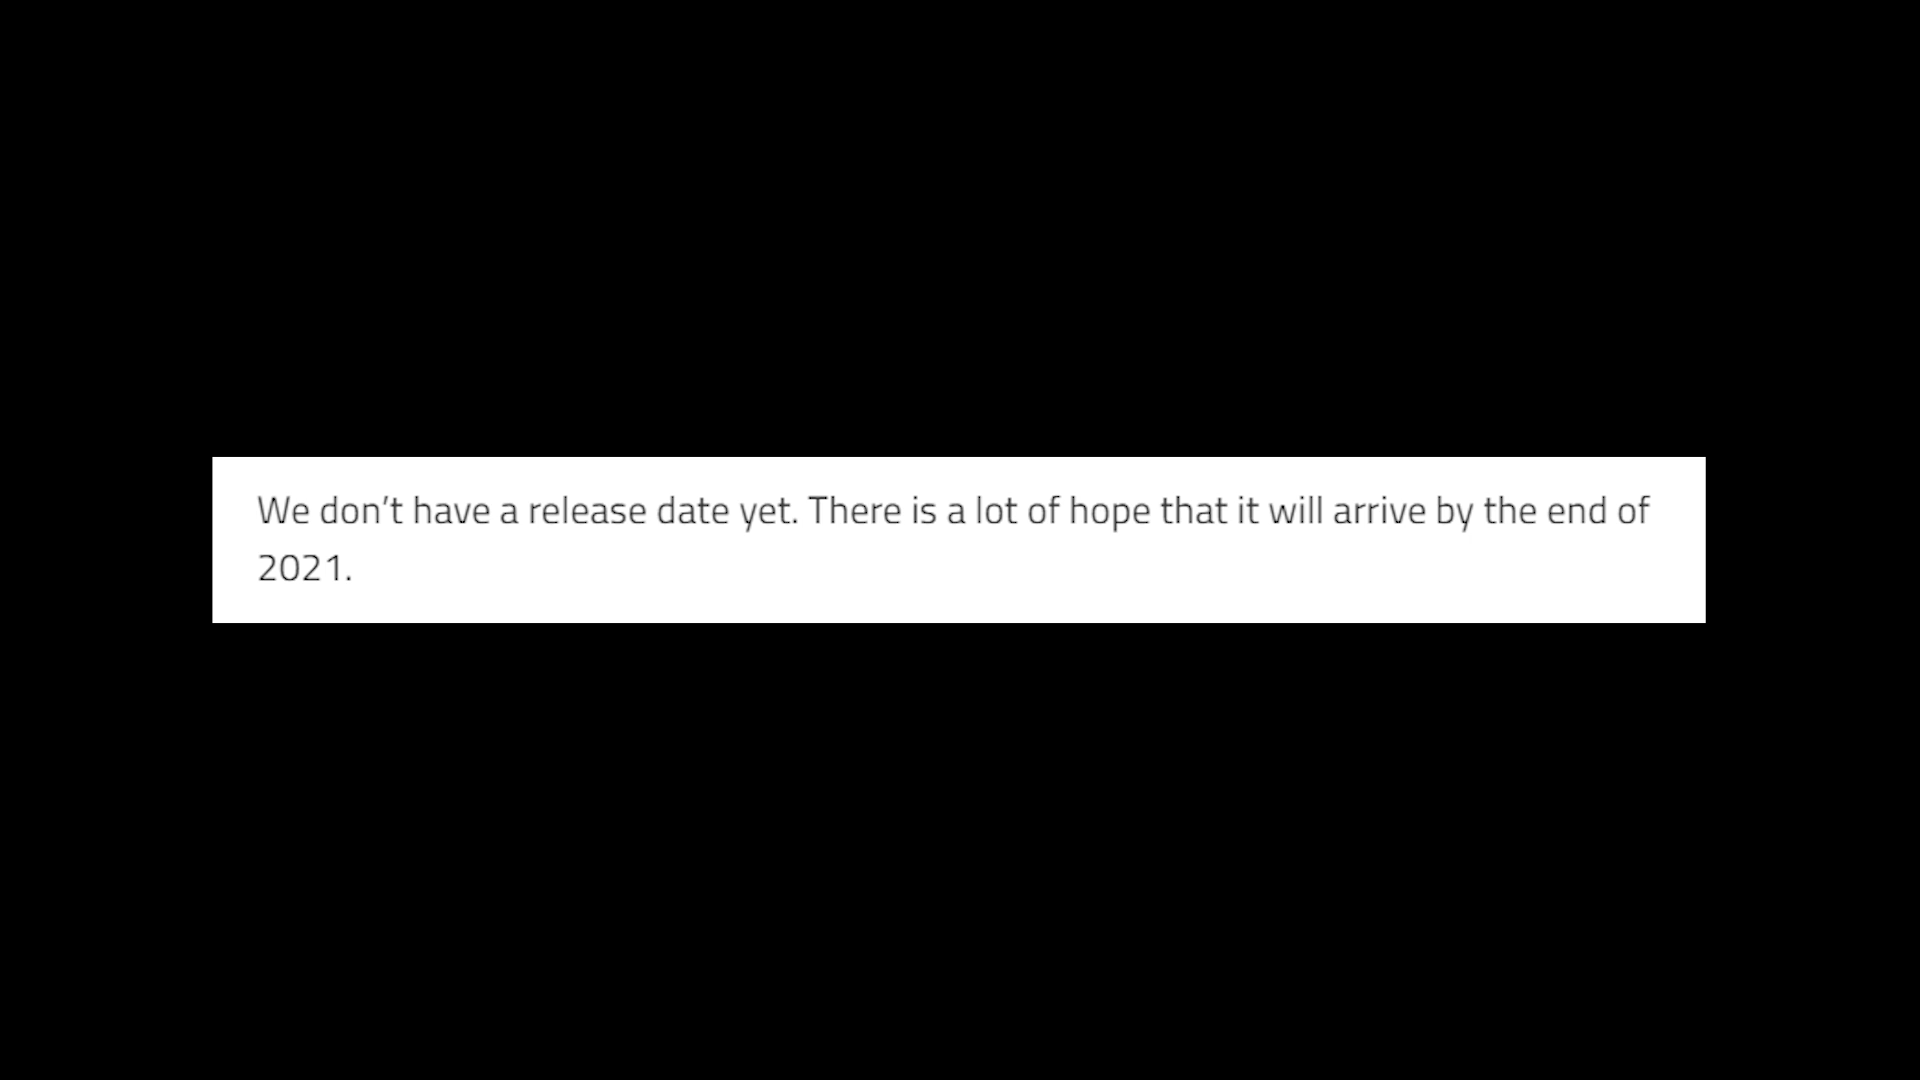 We don’t have a release date yet. There is a lot of hope that it will arrive by the end of
2021.